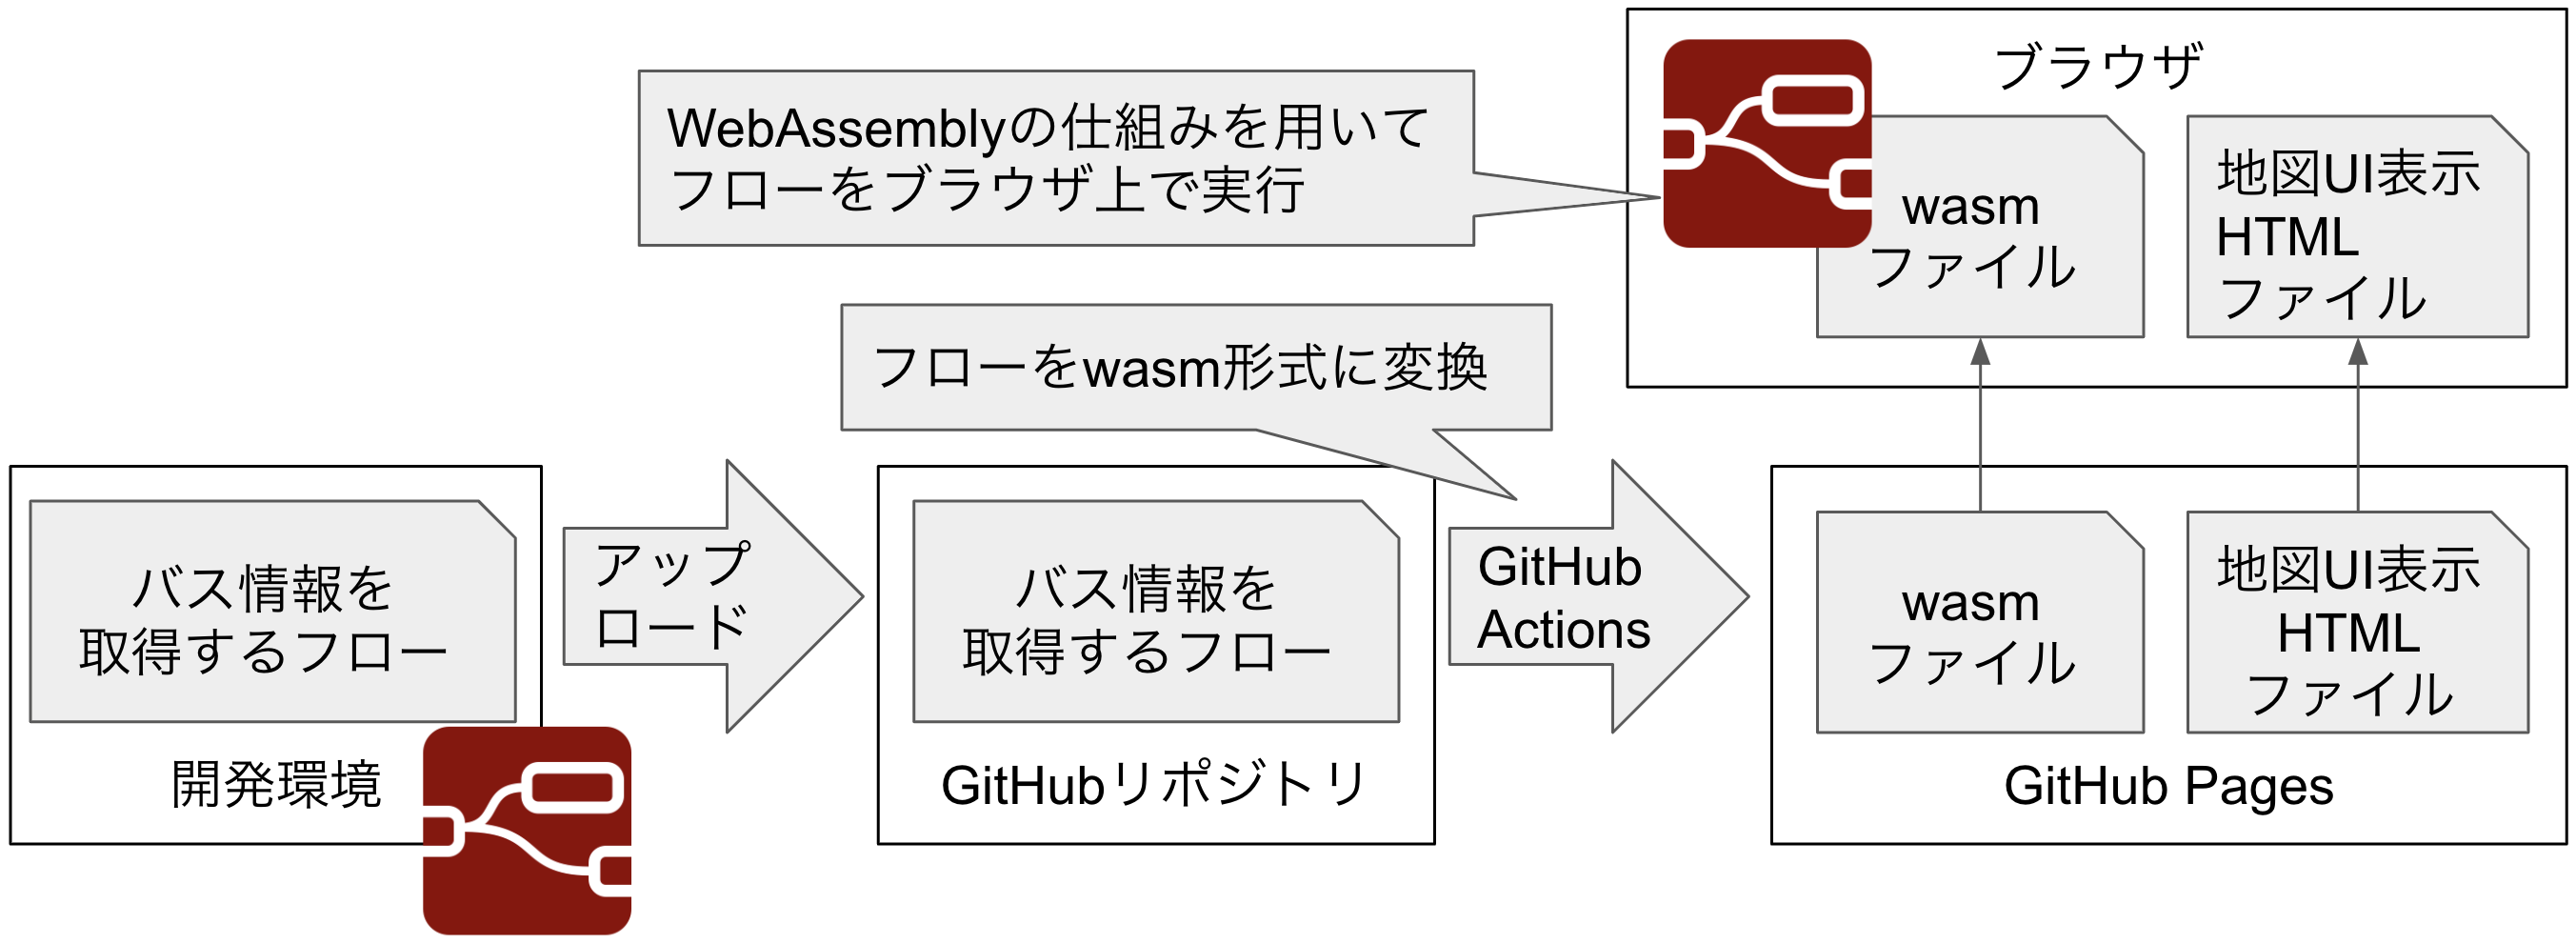 ブラウザ
WebAssemblyの仕組みを用いて
フローをブラウザ上で実行
wasm
ファイル
地図UI表示
HTML
ファイル
フローをwasm形式に変換
バス情報を
取得するフロー
開発環境
アップ
ロード
バス情報を
取得するフロー
GitHubリポジトリ
GitHub
Actions
wasm
ファイル
地図UI表示
HTML
ファイル
GitHub Pages